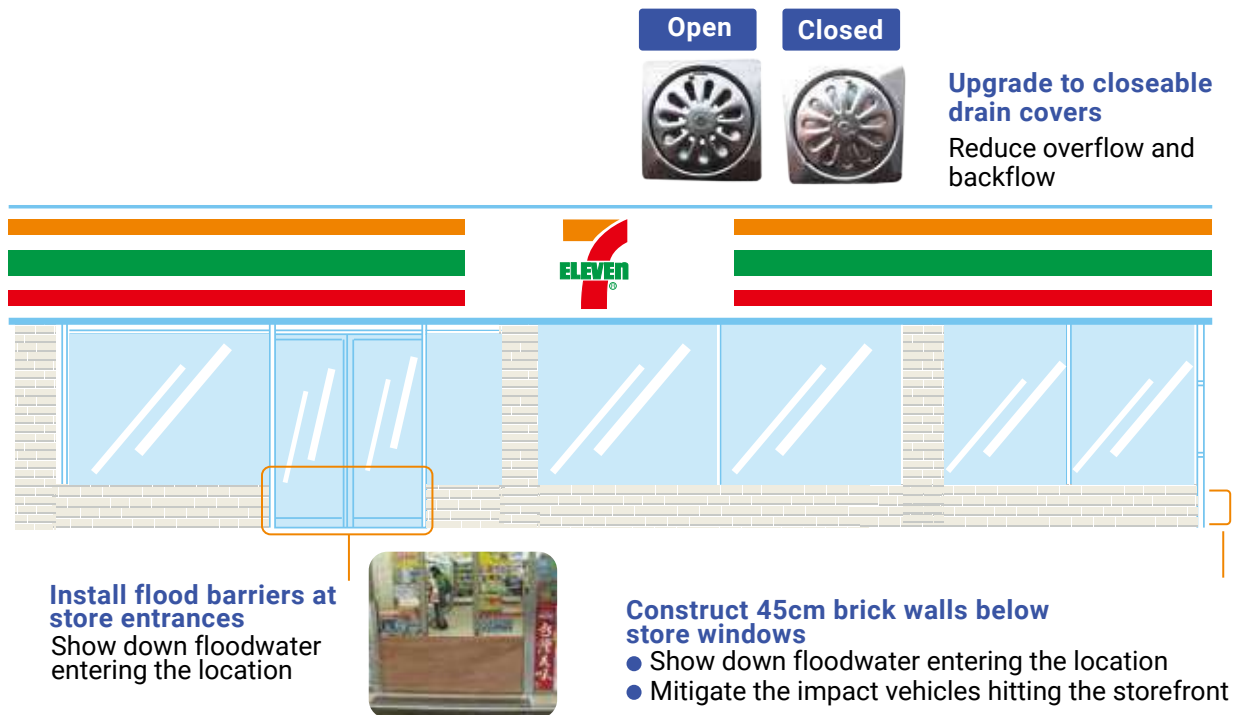 Open
Closed
Upgrade to closeable
drain covers
Reduce overflow and
backflow
7
ELEVEn
®
Install flood barriers at
store entrances
Show down floodwater
entering the location
Construct 45cm brick walls below
store windows
● Show down floodwater entering the location
● Mitigate the impact vehicles hitting the storefront